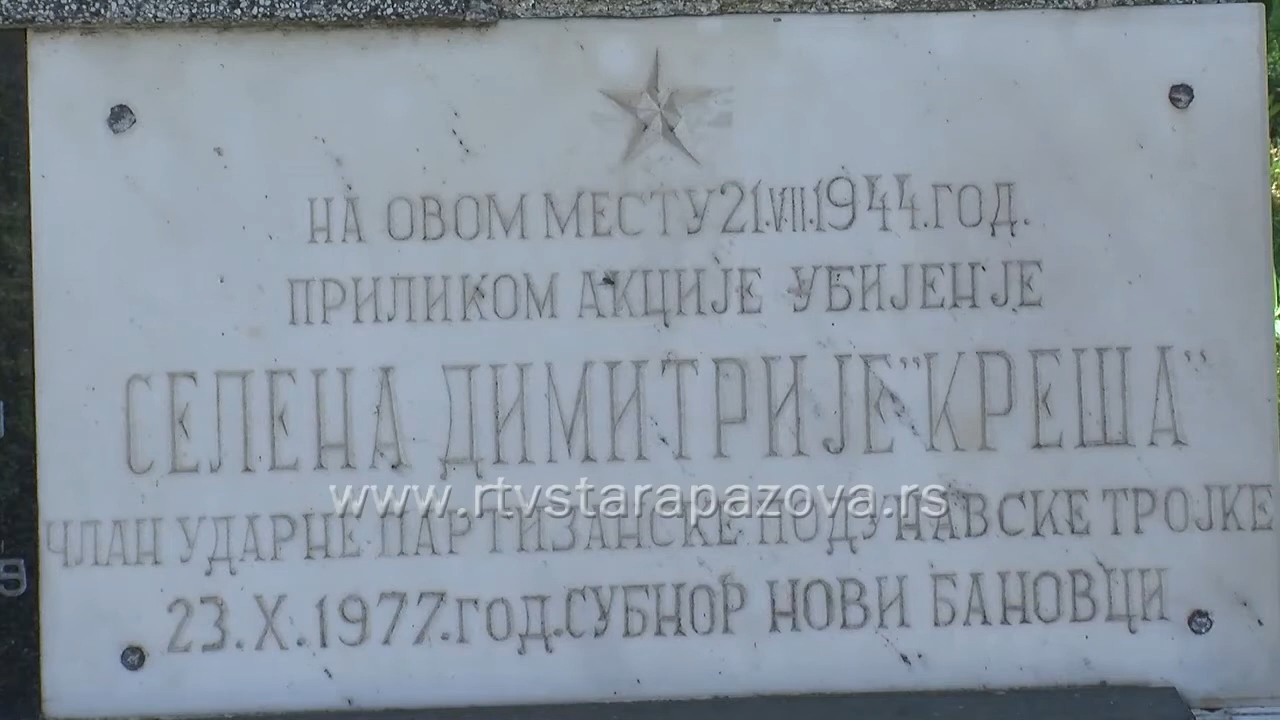 НА ОВОМ МЕСТУ 21.VII.1944.ГОД.
ПРИЛИКОМ АКЦИЈЕ УБИЈЕН ЈЕ
СЕЛЕНА ДИМИТРИЈЕ "КРЕША"
www.rtvstarapazova.rs
ЧЛАН УДАРНЕ ПАРТИЗАНСКЕ ПОДУНАВСКЕ ТРОЈКЕ
23.X.1977.ГОД.СУБНОР НОВИ БАНОВЦИ